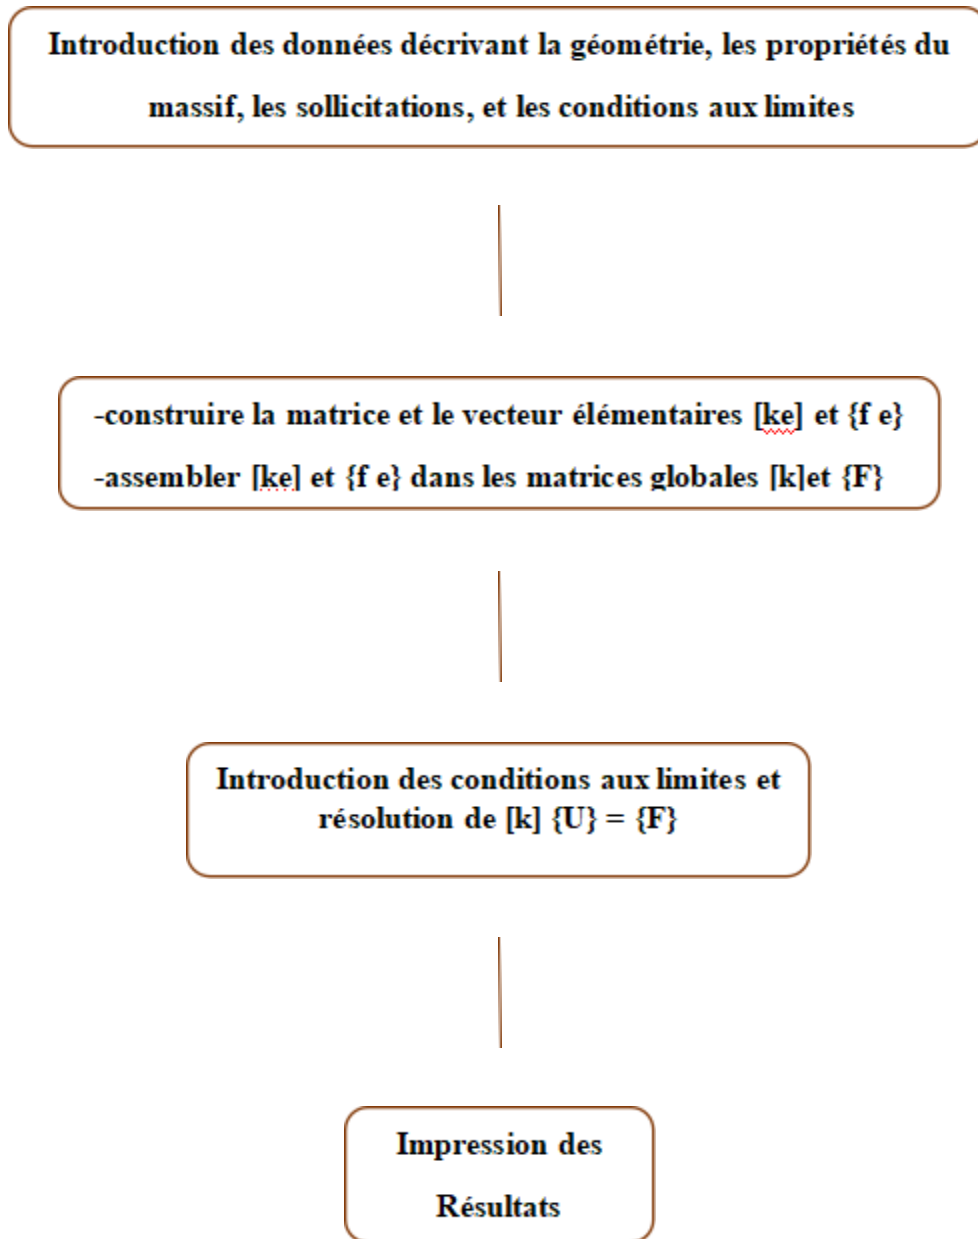 Introduction des données décrivant la géométrie, les propriétés du
massif, les sollicitations, et les conditions aux limites
-construire la matrice et le vecteur élémentaires [ke] et {f e}
-assembler [ke] et {f e} dans les matrices globales [k]et {F}
Introduction des conditions aux limites et
résolution de [k] {U} = {F}
Impression des
Résultats